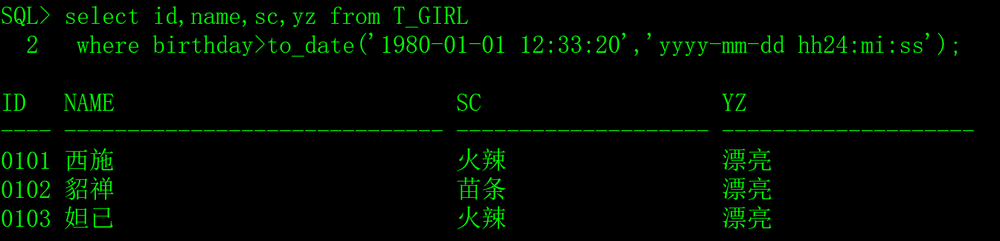 SQL> select id,name,sc,yz from T_GIRL
  2   where birthday>to_date('1980-01-01 12:33:20','yyyy-mm-dd hh24:mi:ss');
ID   NAME                           SC                   YZ
---- ------------------------------ -------------------- --------------------
0101 西施                           火辣                 漂亮
0102 貂禅                           苗条                 漂亮
0103 妲已                           火辣                 漂亮